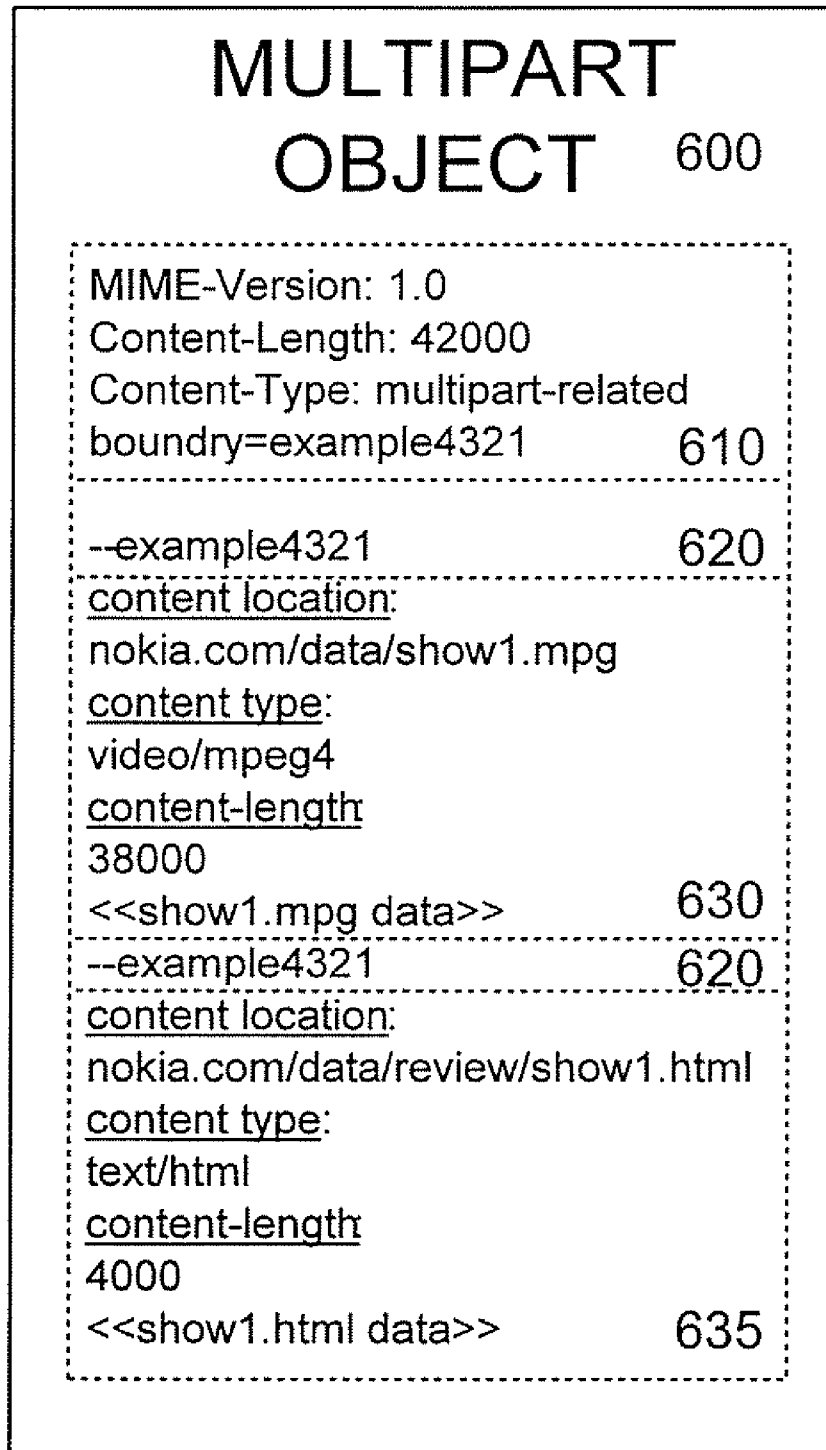 MULTIPART
OBJECT 600
MIME-Version: 1.0
Content-Length: 42000
Content-Type: multipart-related
boundry=example4321 610
--example4321 620
content location:
nokia.com/data/show1.mpg
content type:
video/mpeg4
content-length:
38000
<<show1.mpg data>> 630
--example4321 620
content location:
nokia.com/data/review/show1.html
content type:
text/html
content-length:
4000
<<show1.html data>> 635